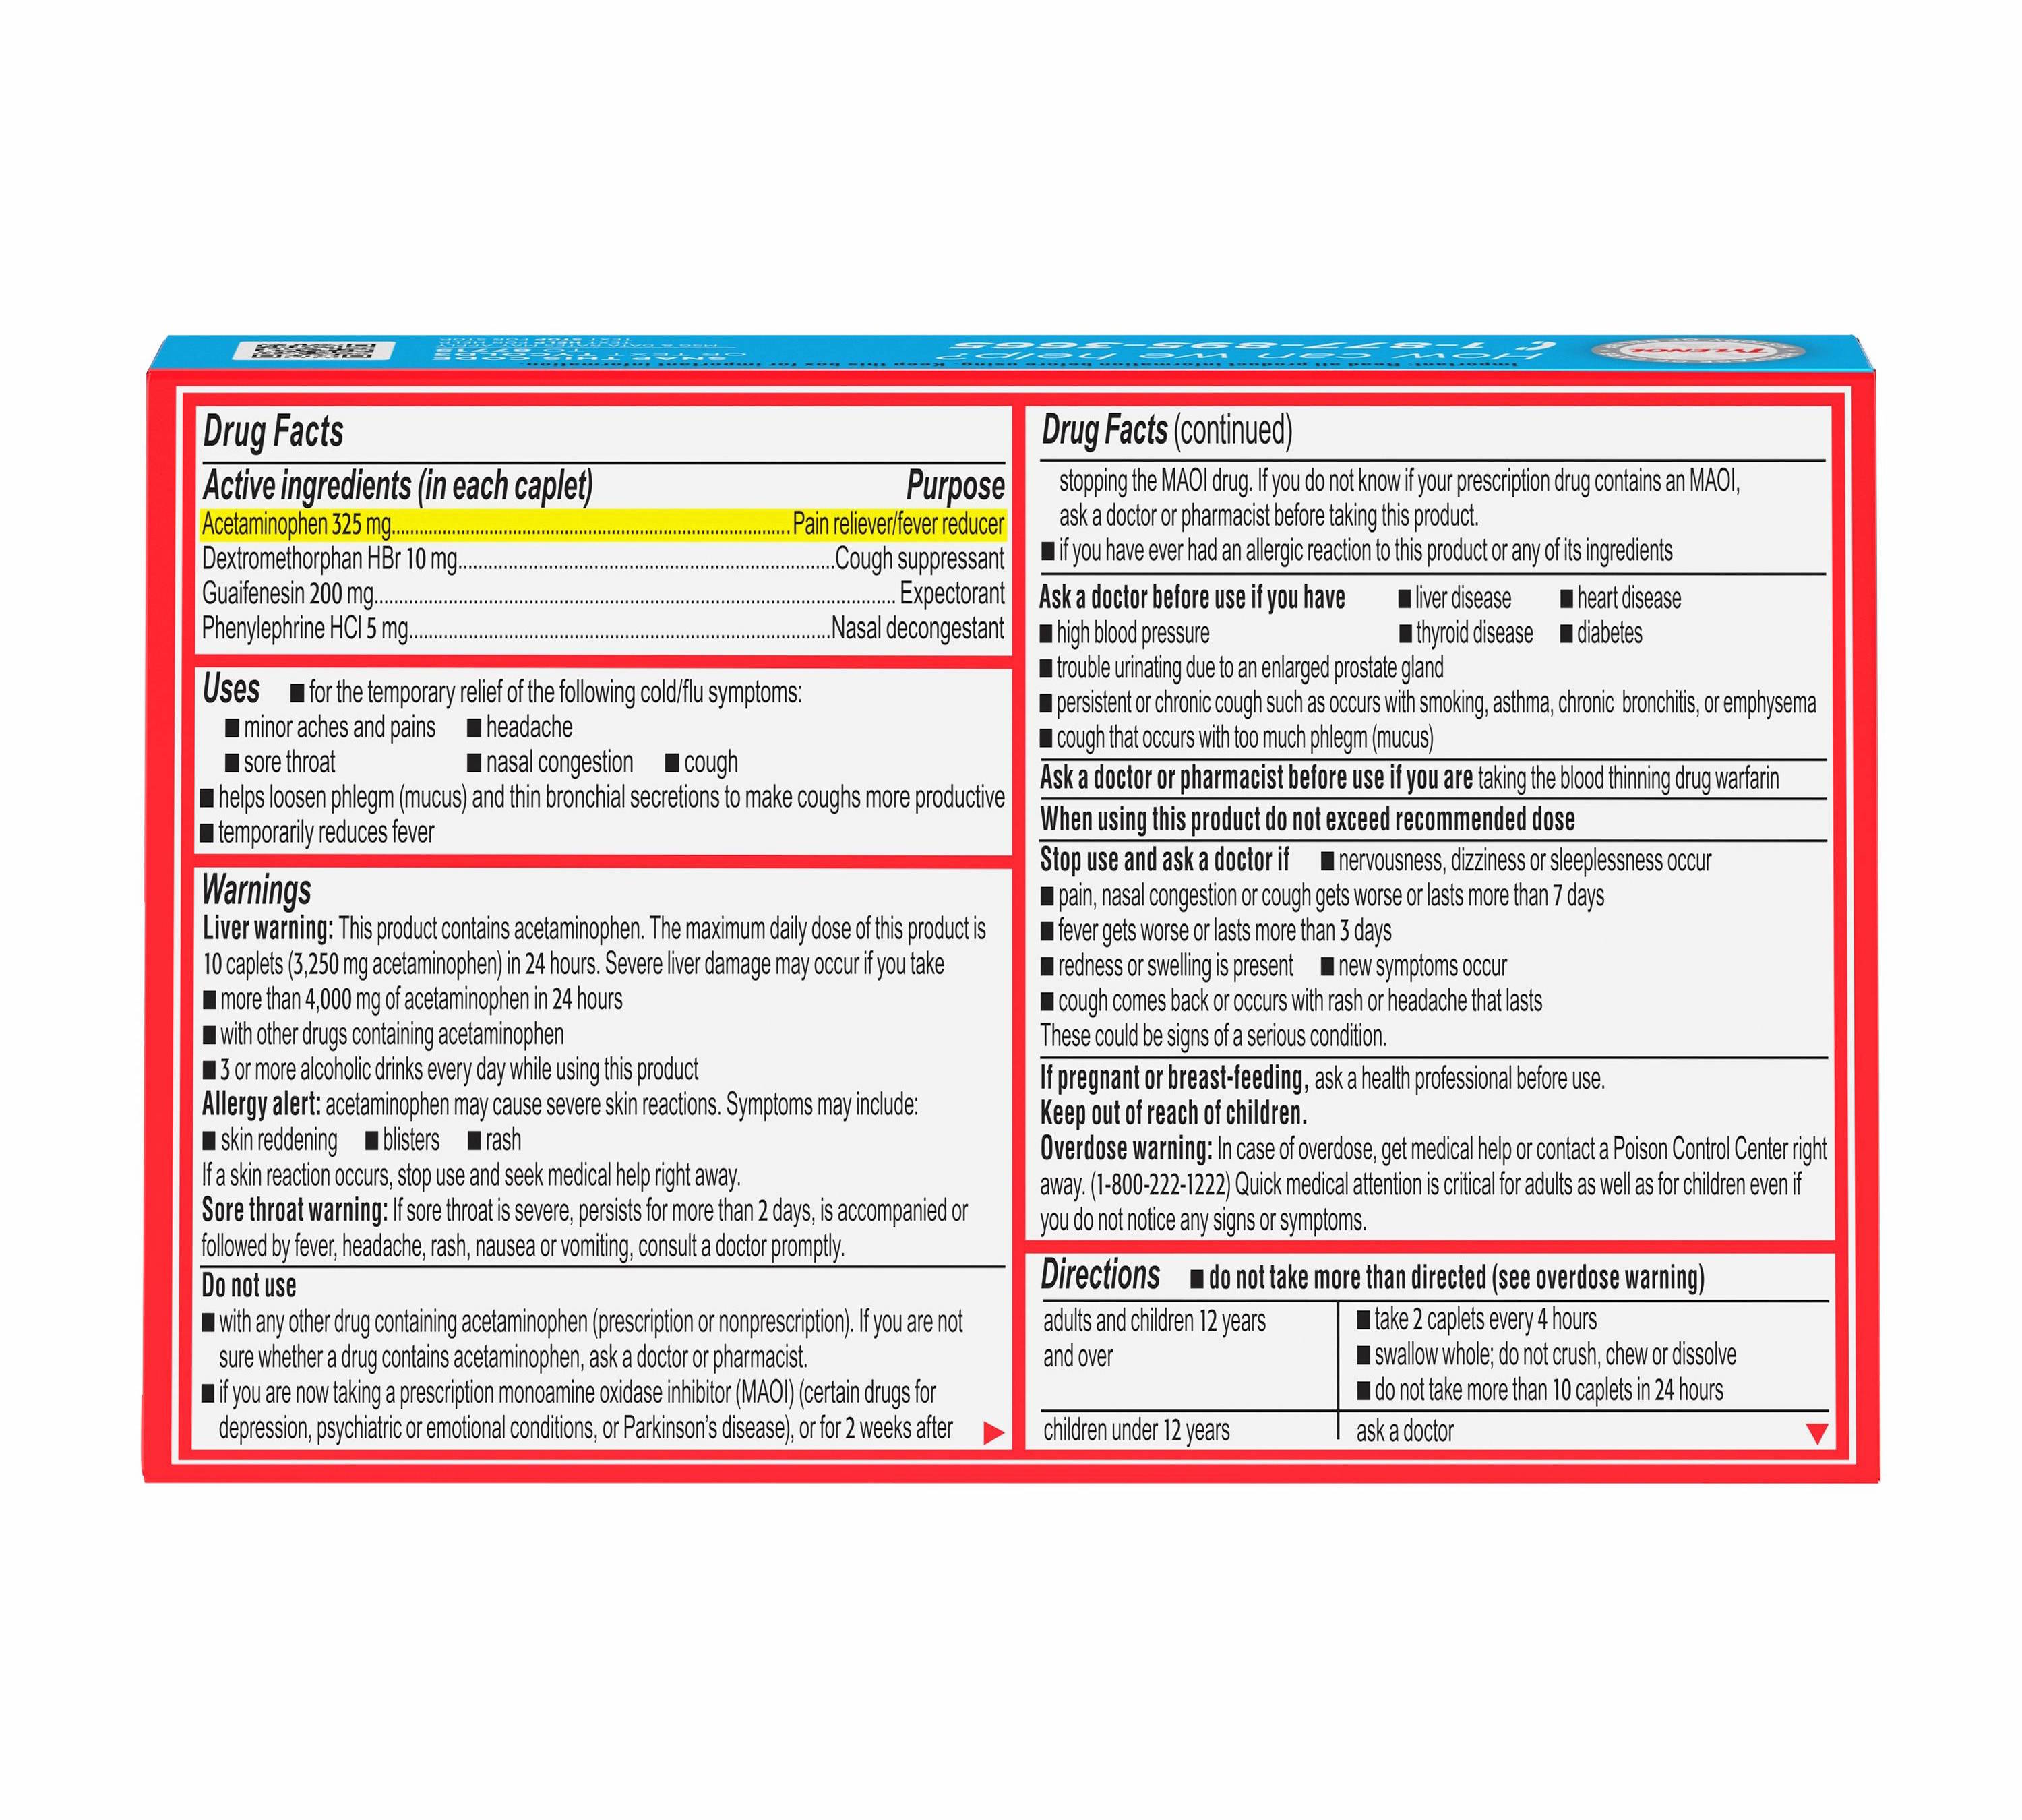 How can we help?
1-877-895-3665
Important: Read all product information before using. Keep this box for important information.
TYLENOL
Drug Facts
Active ingredients (in each caplet) Purpose
Acetaminophen 325 mg........Pain reliever/fever reducer
Dextromethorphan HBr 10 mg........Cough suppressant
Guaifenesin 200 mg........Expectorant
Phenylephrine HCl 5 mg........Nasal decongestant
Uses ■ for the temporary relief of the following cold/flu symptoms:
■ minor aches and pains ■ headache
■ sore throat ■ nasal congestion ■ cough
■ helps loosen phlegm (mucus) and thin bronchial secretions to make coughs more productive
■ temporarily reduces fever
Warnings
Liver warning: This product contains acetaminophen. The maximum daily dose of this product is
10 caplets (3,250 mg acetaminophen) in 24 hours. Severe liver damage may occur if you take
■ more than 4,000 mg of acetaminophen in 24 hours
■ with other drugs containing acetaminophen
■ 3 or more alcoholic drinks every day while using this product
Allergy alert: acetaminophen may cause severe skin reactions. Symptoms may include:
■ skin reddening ■ blisters ■ rash
If a skin reaction occurs, stop use and seek medical help right away.
Sore throat warning: If sore throat is severe, persists for more than 2 days, is accompanied or
followed by fever, headache, rash, nausea or vomiting, consult a doctor promptly.
Do not use
■ with any other drug containing acetaminophen (prescription or nonprescription). If you are not
sure whether a drug contains acetaminophen, ask a doctor or pharmacist.
■ if you are now taking a prescription monoamine oxidase inhibitor (MAOI) (certain drugs for
depression, psychiatric or emotional conditions, or Parkinson's disease), or for 2 weeks after
Drug Facts (continued)
stopping the MAOI drug. If you do not know if your prescription drug contains an MAOI,
ask a doctor or pharmacist before taking this product.
■ if you have ever had an allergic reaction to this product or any of its ingredients
Ask a doctor before use if you have ■ liver disease ■ heart disease
■ high blood pressure ■ thyroid disease ■ diabetes
■ trouble urinating due to an enlarged prostate gland
■ persistent or chronic cough such as occurs with smoking, asthma, chronic bronchitis, or emphysema
■ cough that occurs with too much phlegm (mucus)
Ask a doctor or pharmacist before use if you are taking the blood thinning drug warfarin
When using this product do not exceed recommended dose
Stop use and ask a doctor if ■ nervousness, dizziness or sleeplessness occur
■ pain, nasal congestion or cough gets worse or lasts more than 7 days
■ fever gets worse or lasts more than 3 days
■ redness or swelling is present ■ new symptoms occur
■ cough comes back or occurs with rash or headache that lasts
These could be signs of a serious condition.
If pregnant or breast-feeding, ask a health professional before use.
Keep out of reach of children.
Overdose warning: In case of overdose, get medical help or contact a Poison Control Center right
away. (1-800-222-1222) Quick medical attention is critical for adults as well as for children even if
you do not notice any signs or symptoms.
Directions ■ do not take more than directed (see overdose warning)
adults and children 12 years ■ take 2 caplets every 4 hours
and over ■ swallow whole; do not crush, chew or dissolve
■ do not take more than 10 caplets in 24 hours
children under 12 years ask a doctor